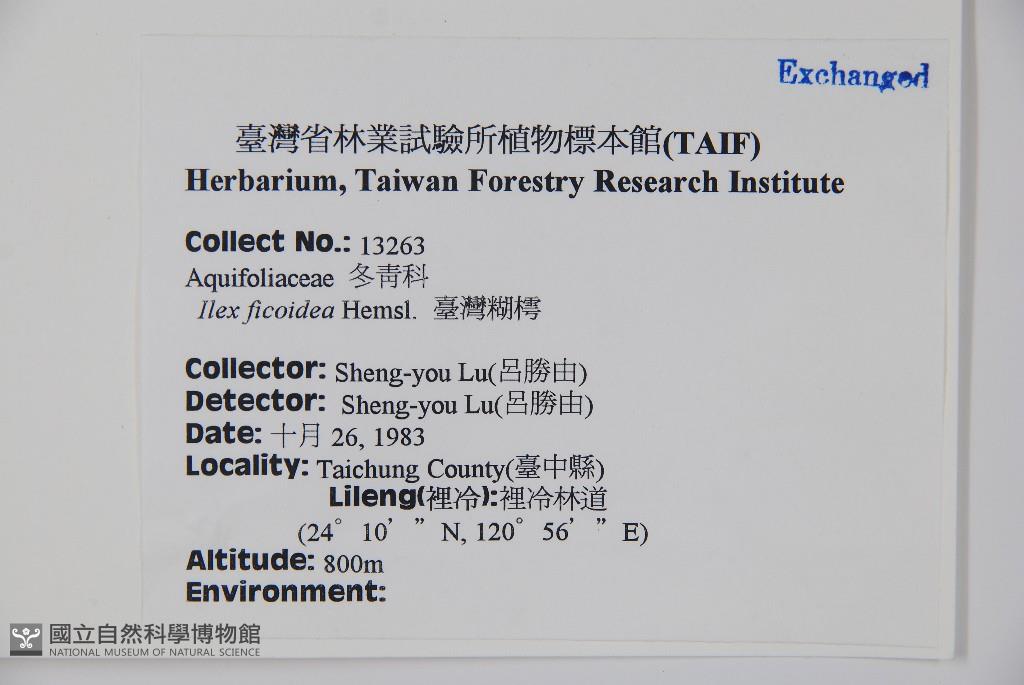 Exchanged
臺灣省林業試驗所植物標本館(TAIF)
Herbarium, Taiwan Forestry Research Institute
Collect No.: 13263
Aquifoliaceae 冬青科
Ilex ficoidea Hemsl. 臺灣糊樗
Collector: Sheng-you Lu(呂勝由)
Detector: Sheng-you Lu(呂勝由)
Date: 十月 26, 1983
Locality: Taichung County(臺中縣)
Lileng(裡冷):裡冷林道
(24° 10’ ” N, 120° 56’ ” E)
Altitude: 800m
Environment:
國立自然科學博物館
NATIONAL MUSEUM OF NATURAL SCIENCE